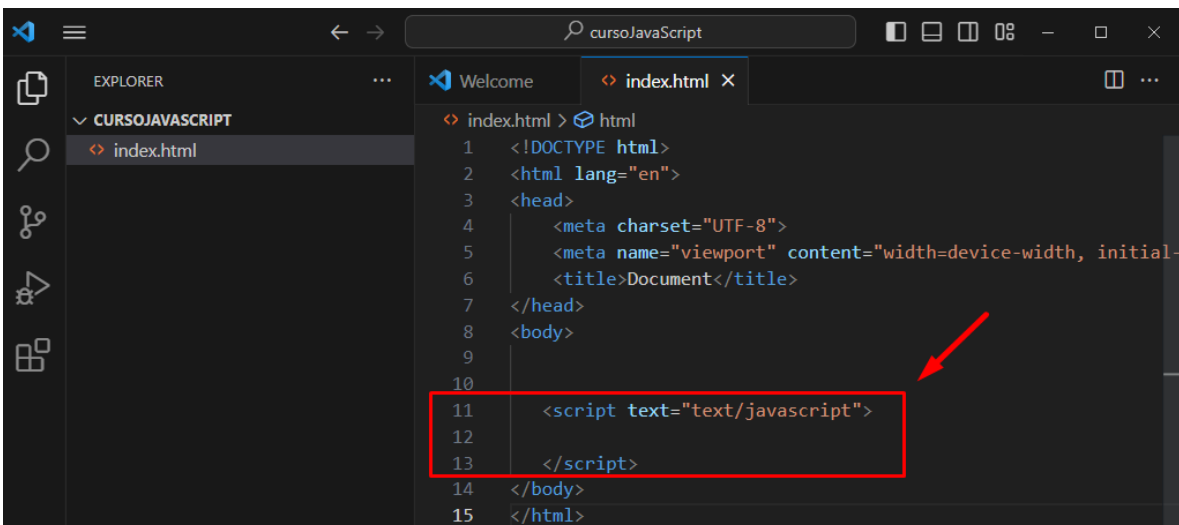 cursoJavaScript
EXPLORER
Welcome
index.html
CURSOJAVASCRIPT
index.html
index.html > html
1 <!DOCTYPE html>
2 <html lang="en">
3 <head>
4 <meta charset="UTF-8">
5 <meta name="viewport" content="width=device-width, initial-
6 <title>Document</title>
7 </head>
8 <body>
9
10
11 <script text="text/javascript">
12
13 </script>
14 </body>
15 </html>